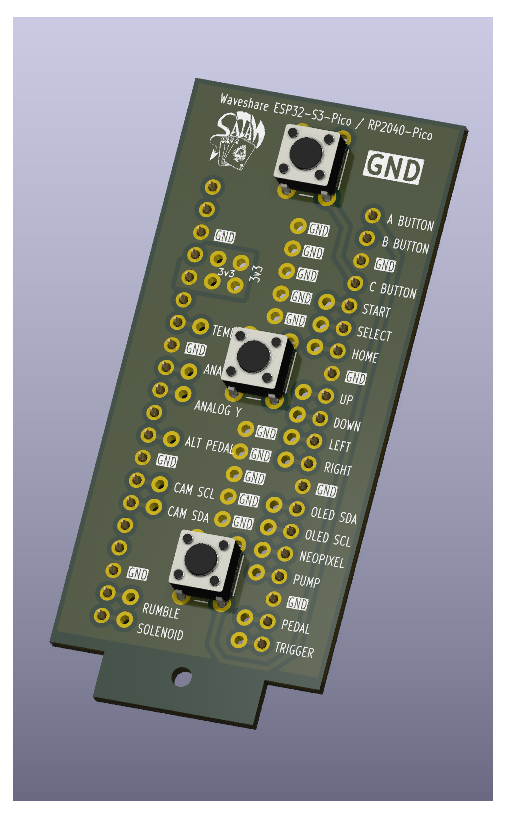 Waveshare ESP32-S3-Pico / RP2040-Pico
SATAM
GND
A BUTTON
B BUTTON
GND
C BUTTON
START
SELECT
HOME
GND
UP
DOWN
LEFT
RIGHT
GND
OLED SDA
OLED SCL
NEOPIXEL
PUMP
GND
PEDAL
TRIGGER
GND
GND
GND
GND
GND
GND
GND
GND
GND
GND
GND
3v3
3v3
GND
ANALOG Y
ALT PEDAL
GND
CAM SCL
CAM SDA
GND
RUMBLE
SOLENOID